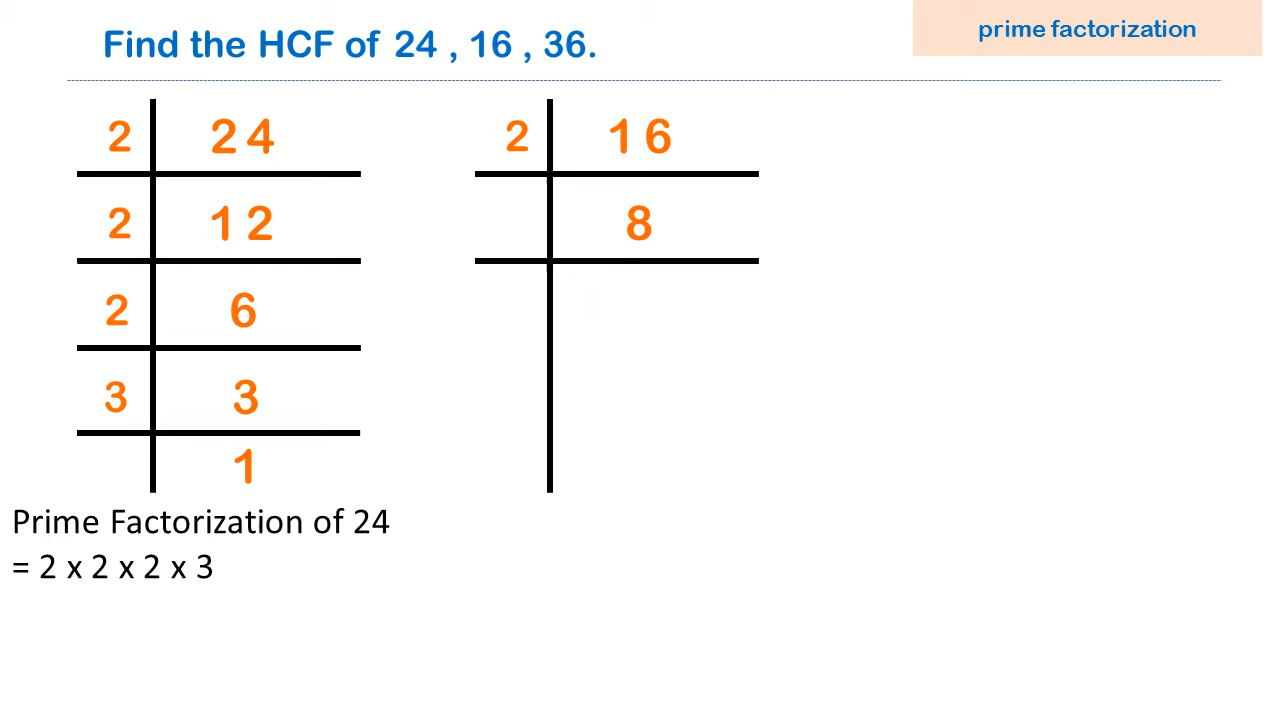 Find the HCF of 24 , 16 , 36.
prime factorization
2 24
2 12
2 6
3 3
1
2 16
8
Prime Factorization of 24
= 2 x 2 x 2 x 3